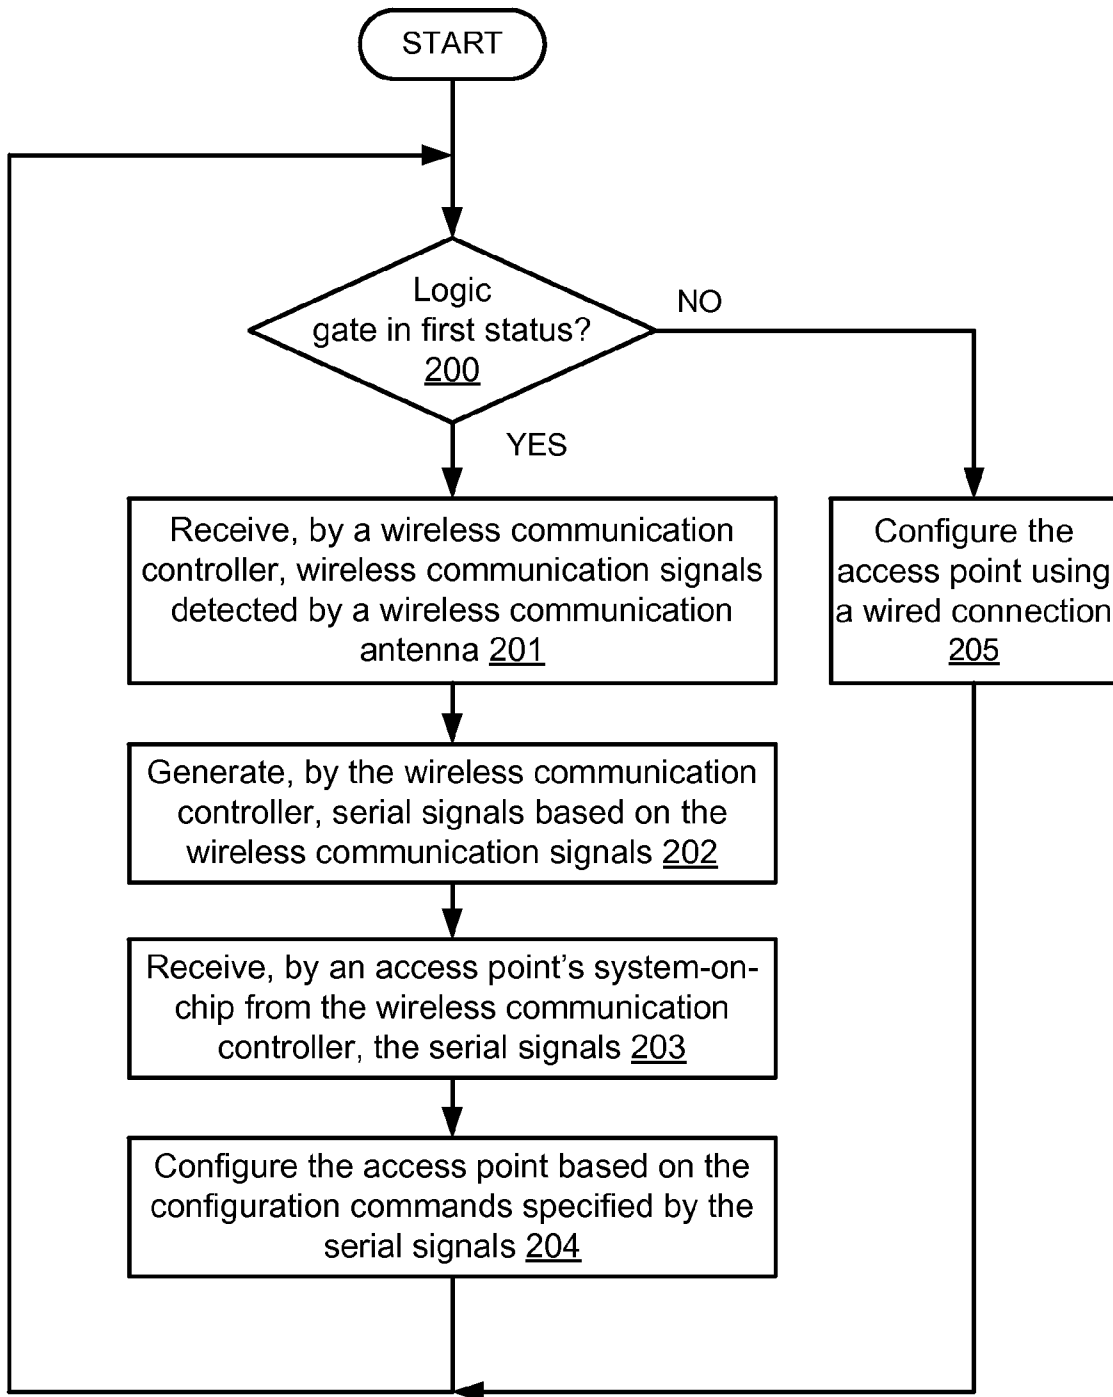 START
Logic
gate in first status?
200
NO
YES
Receive, by a wireless communication
controller, wireless communication signals
detected by a wireless communication
antenna 201
Configure the
access point using
a wired connection
205
Generate, by the wireless communication
controller, serial signals based on the
wireless communication signals 202
Receive, by an access point's system-on-
chip from the wireless communication
controller, the serial signals 203
Configure the access point based on the
configuration commands specified by the
serial signals 204